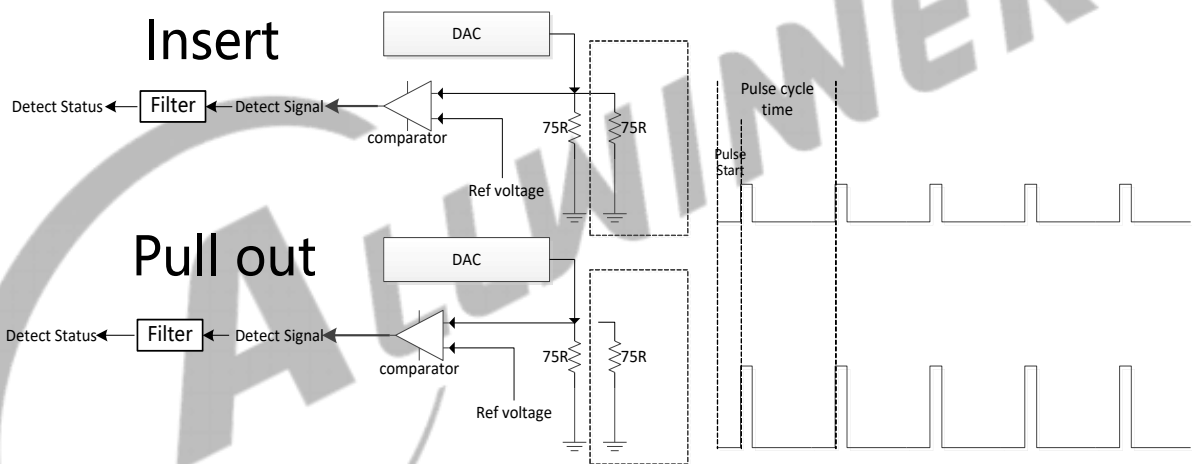 Insert
DAC
Detect Status
Filter
Detect Signal
comparator
75R
75R
Ref voltage
Pulse cycle
time
Pulse
Start
Pull out
DAC
Detect Status
Filter
Detect Signal
comparator
75R
75R
Ref voltage
ALLWINNER